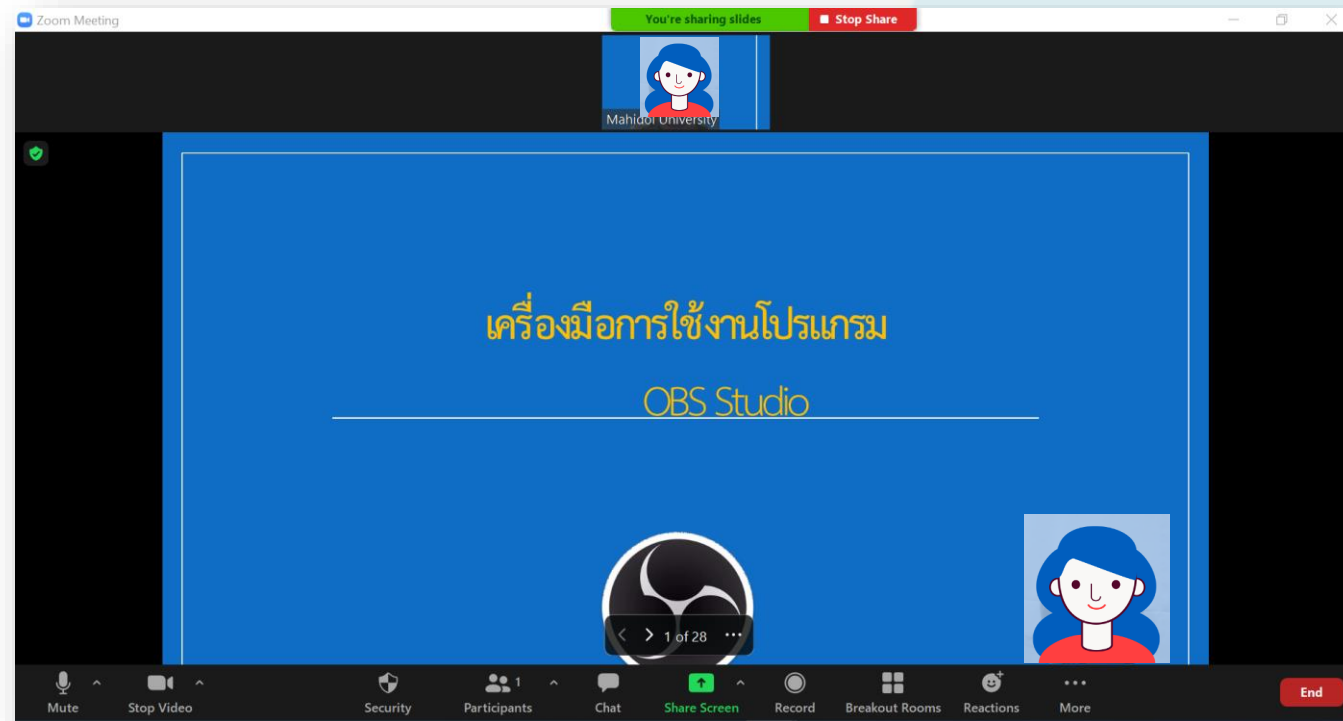 Zoom Meeting
You're sharing slides
Stop Share
Mahidol University
เครื่องมือการใช้งานโปรแกรม
OBS Studio
1 of 28
1
Mute
Stop Video
Security
Participants
Chat
Share Screen
Record
Breakout Rooms
Reactions
More
End